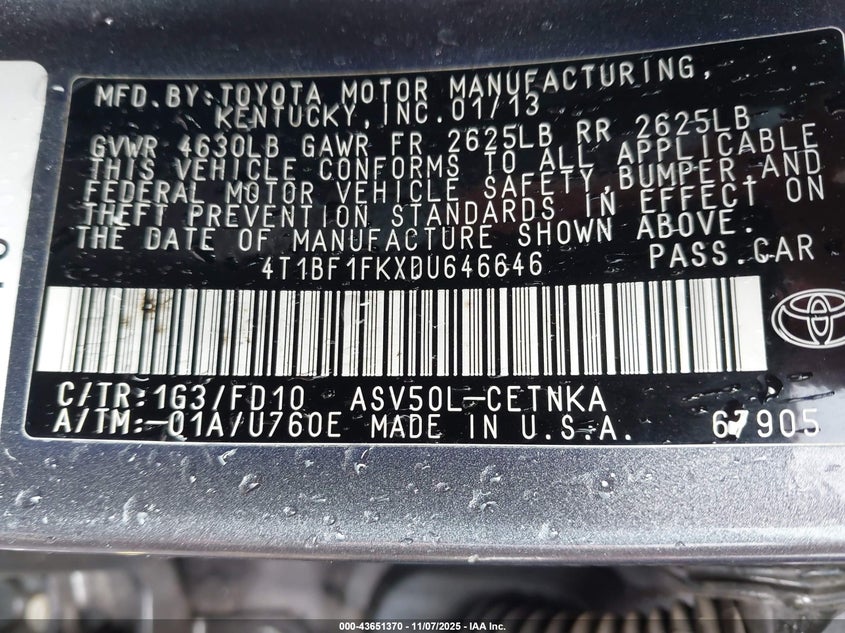 MFD.BY:TOYOTA MOTOR MANUFACTURING,
KENTUCKY, INC.01/13
GVWR 4630LB GAWR FR 2625LB RR 2625LB
THIS VEHICLE CONFORMS TO ALL APPLICABLE
FEDERAL MOTOR VEHICLE SAFETY,BUMPER,AND
THEFT PREVENTION STANDARDS IN EFFECT ON
THE DATE OF MANUFACTURE SHOWN ABOVE.
4T1BF1FKXDU646646 PASS.CAR
C/TR:1G3/FD10 ASV50L-CETNKA
A/TM:-01A/U760E MADE IN U.S.A. 67905
000-43651370 - 11/07/2025 - IAA Inc.